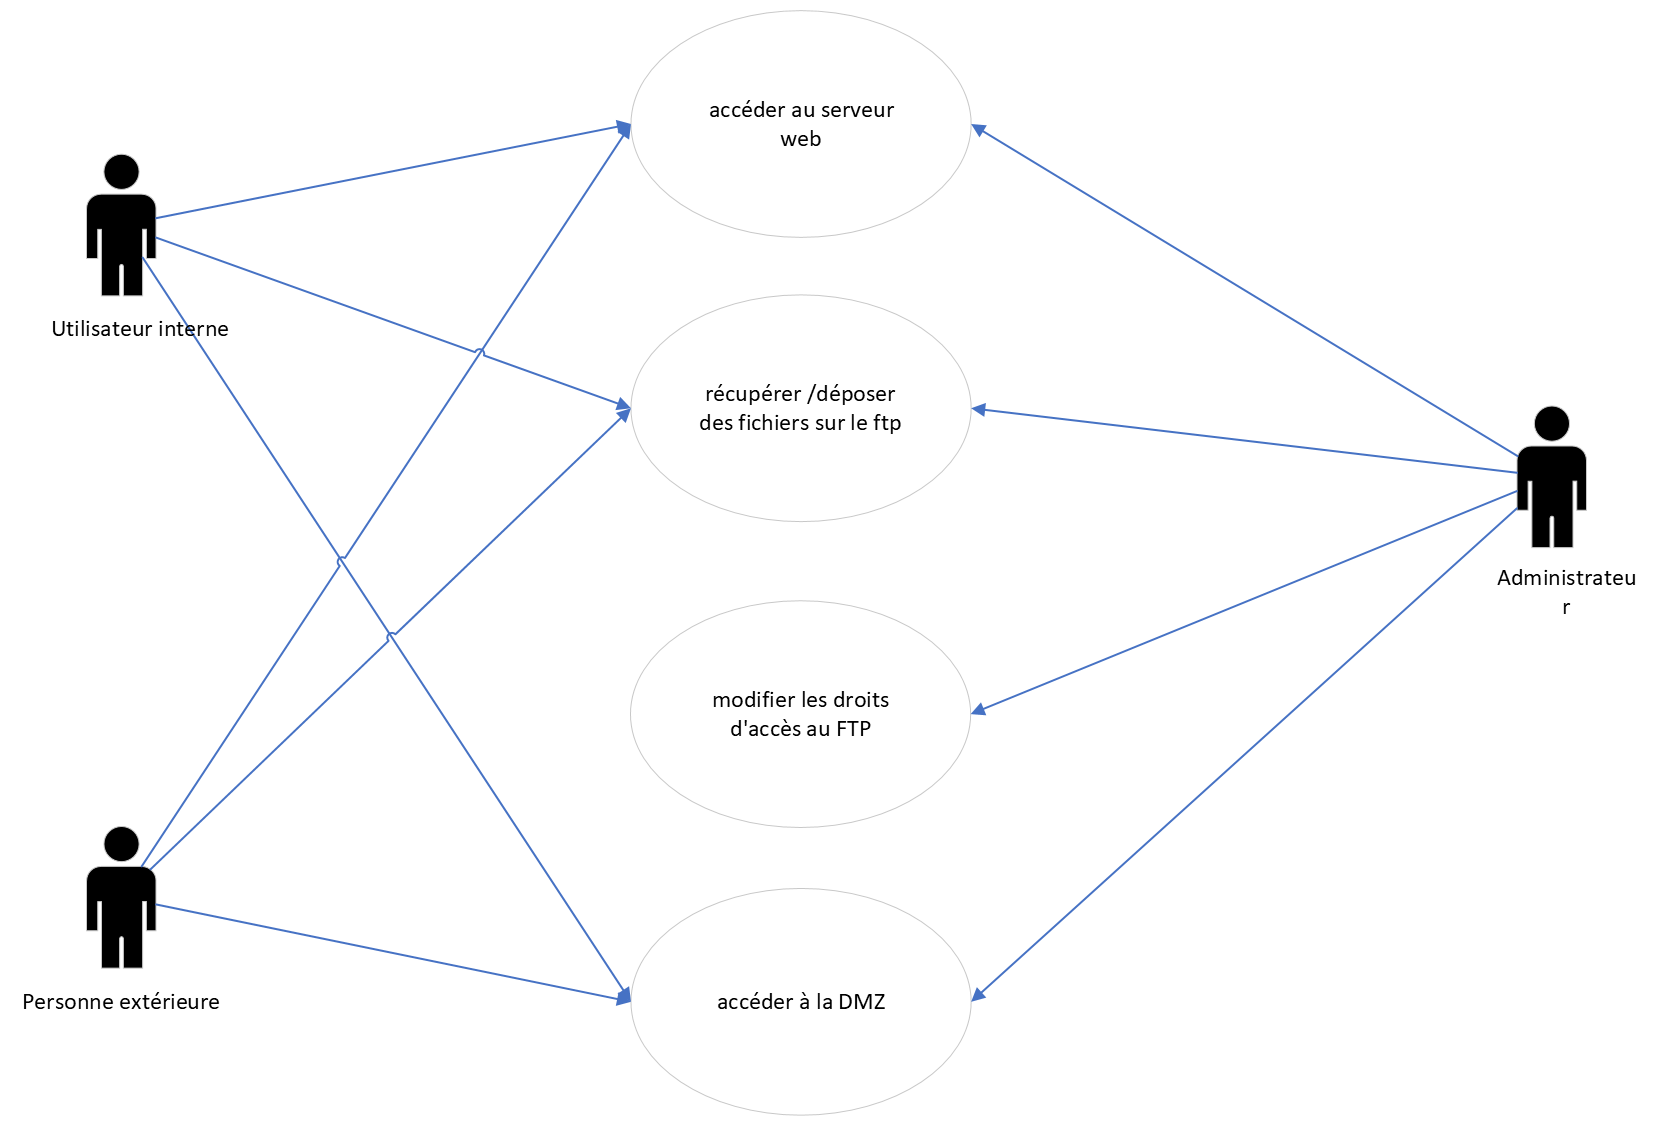 accéder au serveur
web
Utilisateur interne
récupérer /déposer
des fichiers sur le ftp
Administrateu
r
modifier les droits
d'accès au FTP
Personne extérieure
accéder à la DMZ